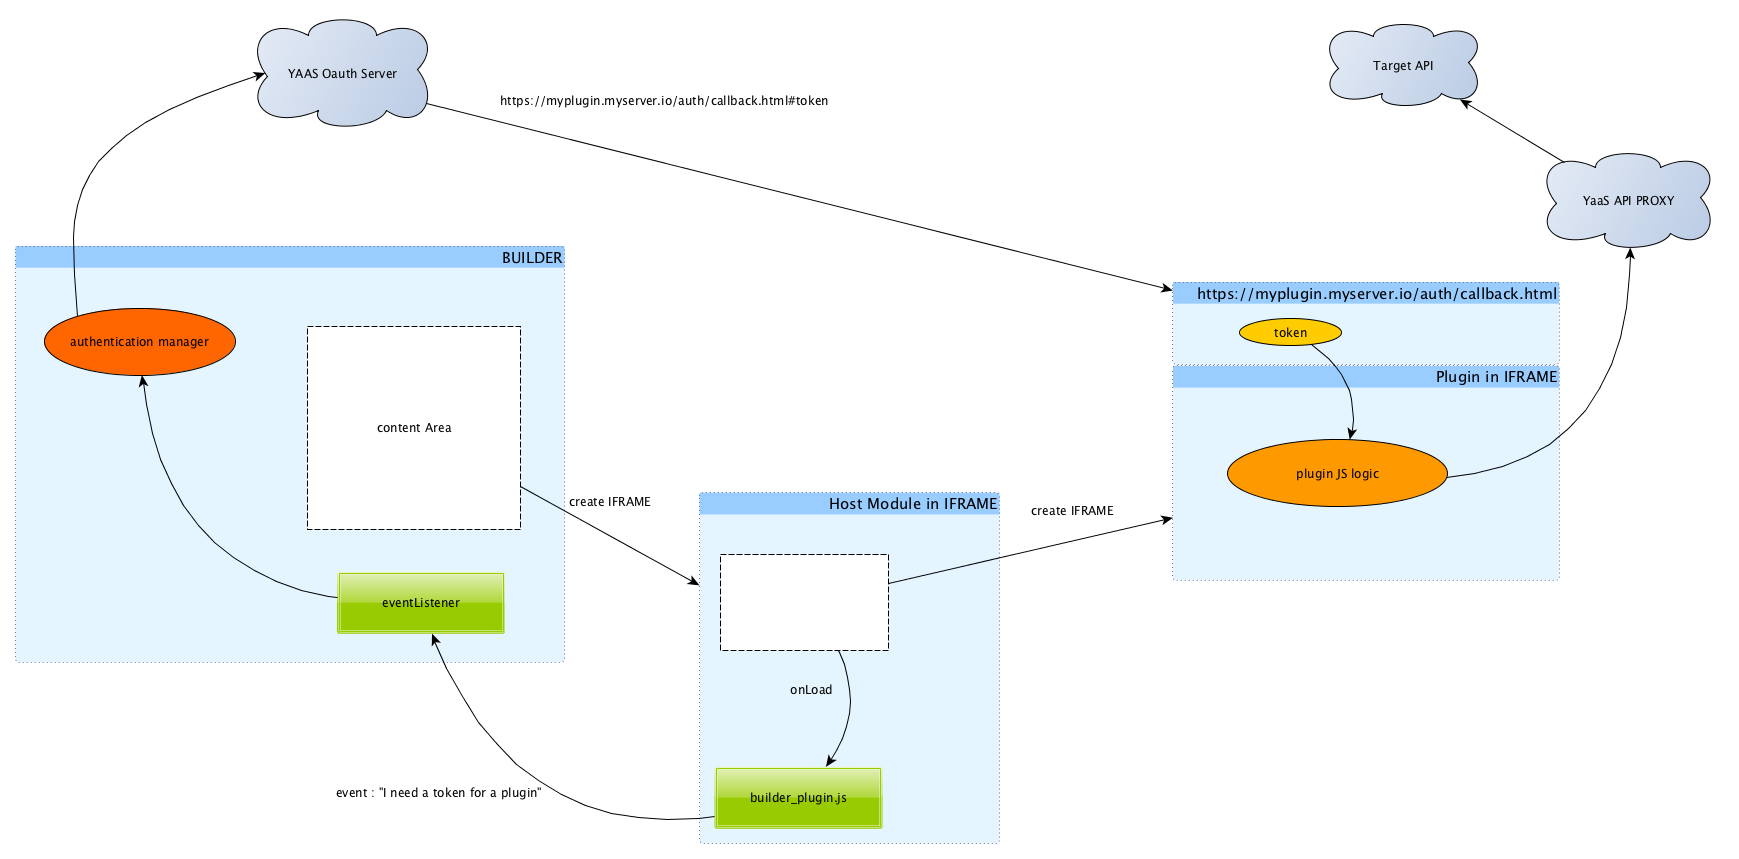 YAAS Oauth Server
Target API
https://myplugin.myserver.io/auth/callback.html#token
YaaS API PROXY
BUILDER
https://myplugin.myserver.io/auth/callback.html
token
authentication manager
Plugin in IFRAME
content Area
plugin JS logic
create IFRAME
Host Module in IFRAME
create IFRAME
eventListener
onLoad
event : "I need a token for a plugin"
builder_plugin.js